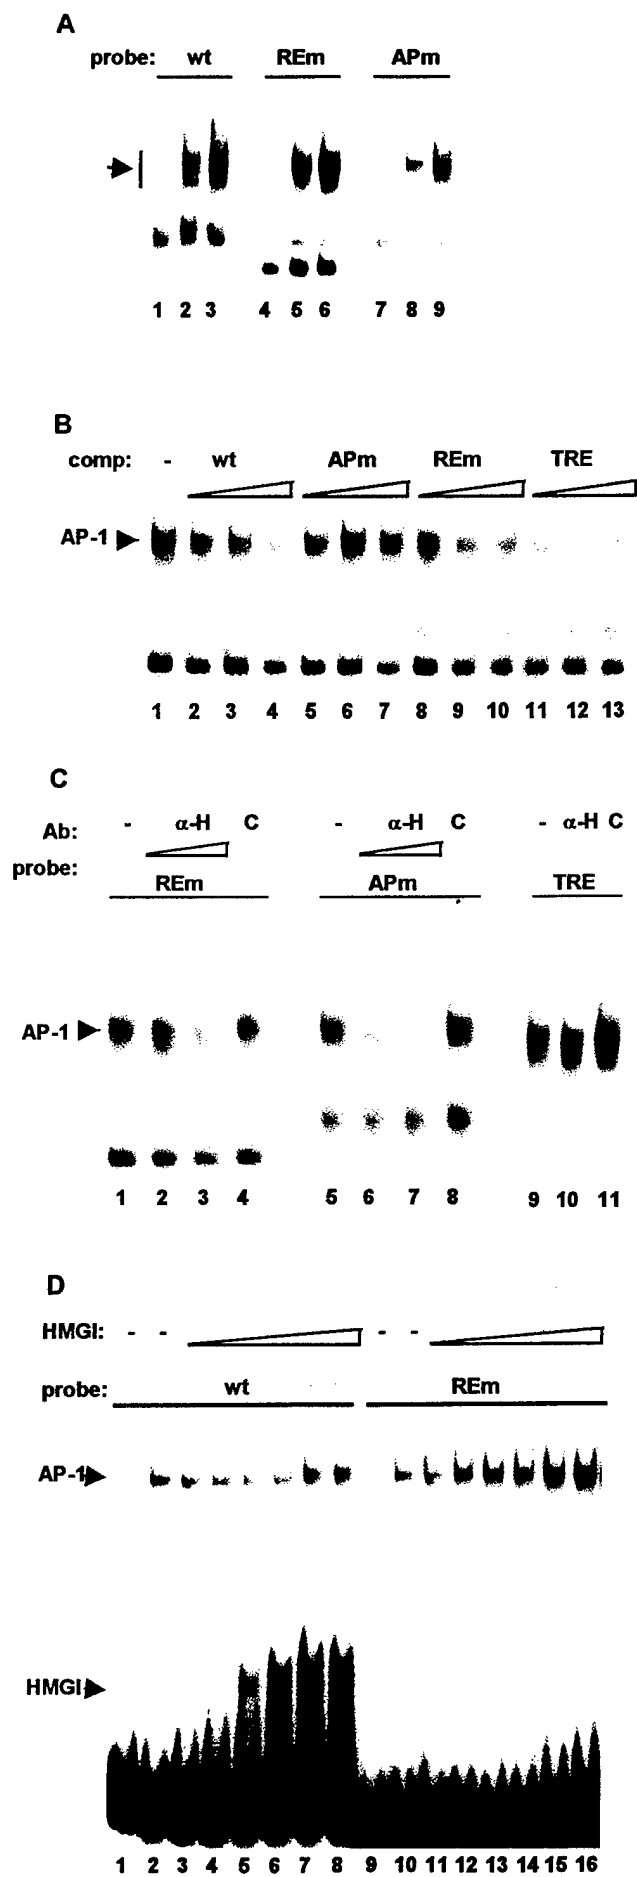 A
probe: wt REm APm
1 2 3 4 5 6 7 8 9
B
comp: - wt APm REm TRE
AP-1
1 2 3 4 5 6 7 8 9 10 11 12 13
C
Ab: - α-H C - α-H C - α-H C
probe:
REm APm TRE
AP-1
1 2 3 4 5 6 7 8 9 10 11
D
HMGI: - - - -
probe: wt REm
AP-1
HMGI
1 2 3 4 5 6 7 8 9 10 11 12 13 14 15 16